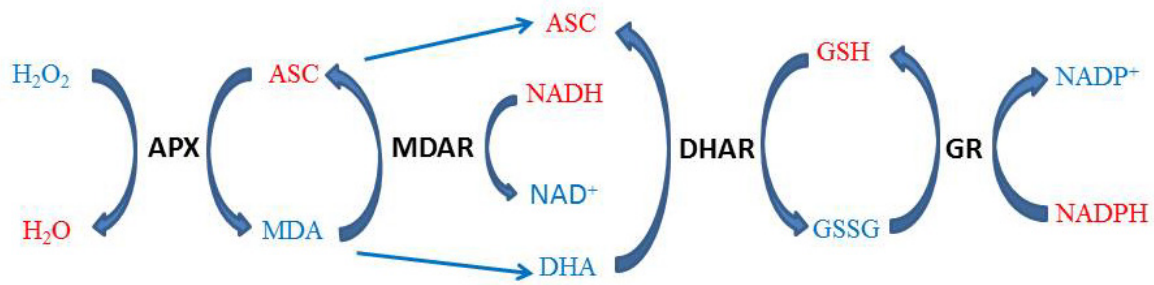 ASC
GSH
H₂O₂
ASC
NADP⁺
NADH
APX
MDAR
DHAR
GR
NAD⁺
NADPH
H₂O
MDA
GSSG
DHA